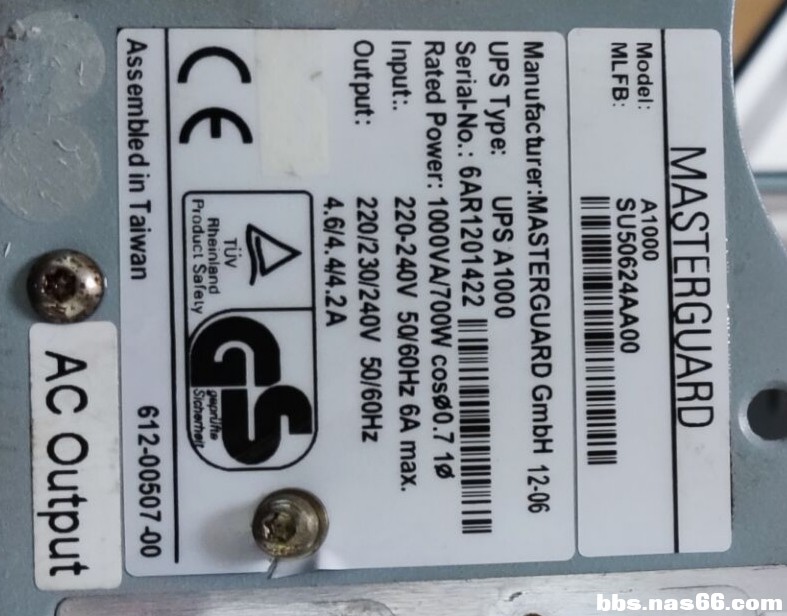 MASTERGUARD
Model: A1000
MLFB: SU50624AA00
Manufacturer:MASTERGUARD GmbH 12-06
UPS Type: UPS A1000
Serial-No.: 6AR1201422
Rated Power: 1000VA/700W cosø0.7 1ø
Input:. 220-240V 50/60Hz 6A max.
Output: 220/230/240V 50/60Hz
4.6/4.4/4.2A
CE
TÜV
Rheinland
Product Safety
GS
geprüfte
Sicherheit
Assembled in Taiwan 612-00507-00
AC Output
bbs.nas66.com